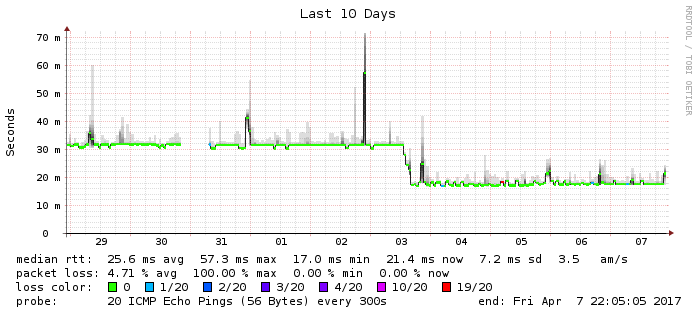 Last 10 Days
RRDTOOL / TOBI OETIKER
Seconds
70 m
60 m
50 m
40 m
30 m
20 m
10 m
0
29 30 31 01 02 03 04 05 06 07
median rtt: 25.6 ms avg 57.3 ms max 17.0 ms min 21.4 ms now 7.2 ms sd 3.5 am/s
packet loss: 4.71 % avg 100.00 % max 0.00 % min 0.00 % now
loss color: 0 1/20 2/20 3/20 4/20 10/20 19/20
probe: 20 ICMP Echo Pings (56 Bytes) every 300s end: Fri Apr 7 22:05:05 2017